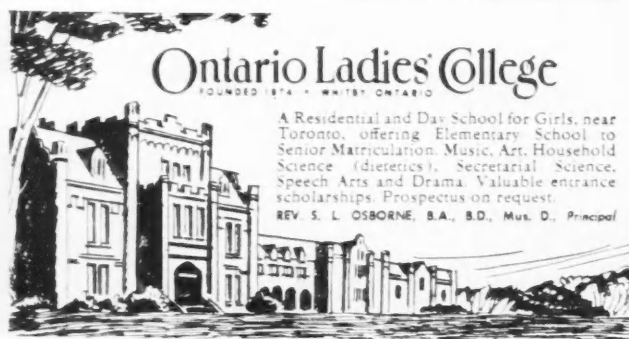 Ontario Ladies' College
FOUNDED 1874 • WHITBY ONTARIO
A Residential and Day School for Girls, near
Toronto, offering Elementary School to
Senior Matriculation. Music, Art, Household
Science (dietetics), Secretarial Science,
Speech Arts and Drama. Valuable entrance
scholarships. Prospectus on request.
REV. S. L. OSBORNE, B.A., B.D., Mus. D., Principal